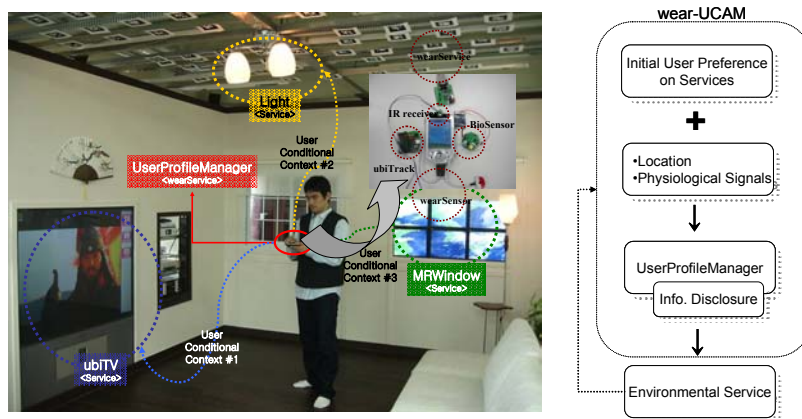 wearService
IR receiver
BioSensor
ubiTrack
wearSensor
Light
<Service>
User
Conditional
Context #2
UserProfileManager
<wearService>
User
Conditional
Context #3
MRWindow
<Service>
User
Conditional
Context #1
ubiTV
<Service>
wear-UCAM
Initial User Preference
on Services
+
•Location
•Physiological Signals
UserProfileManager
Info. Disclosure
Environmental Service